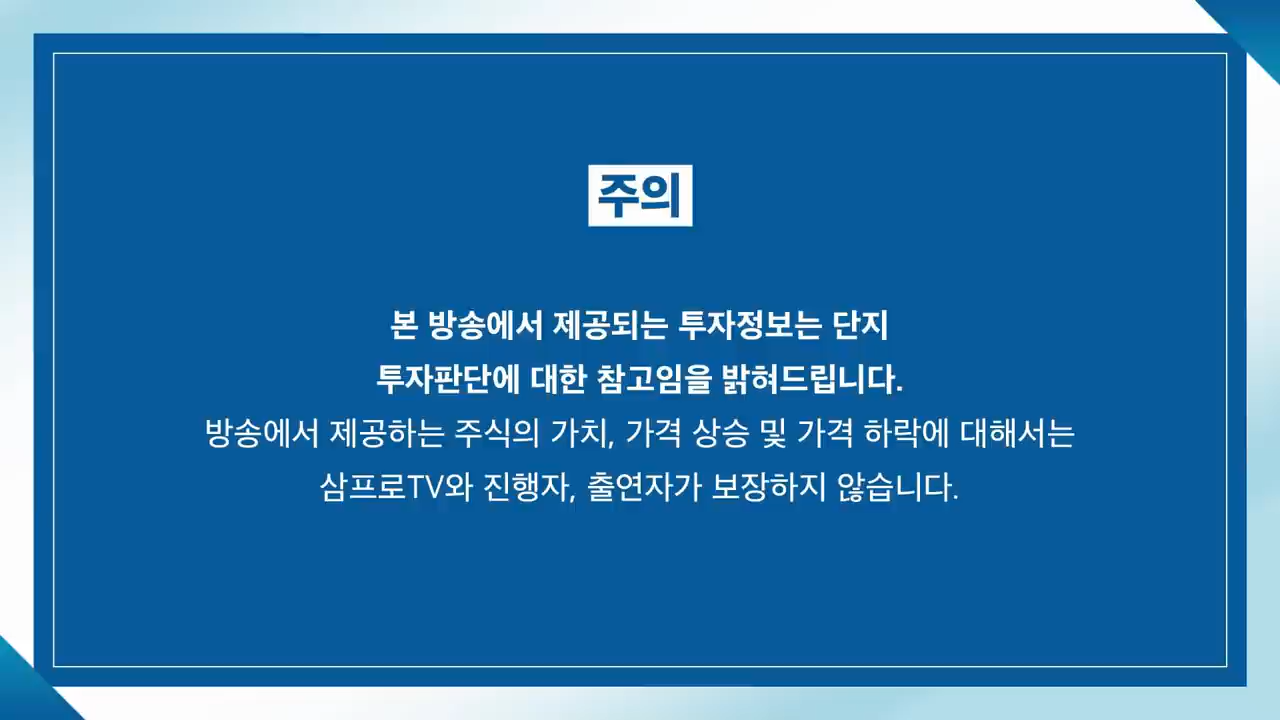 주의
본 방송에서 제공되는 투자정보는 단지
투자판단에 대한 참고임을 밝혀드립니다.
방송에서 제공하는 주식의 가치, 가격 상승 및 가격 하락에 대해서는
삼프로TV와 진행자, 출연자가 보장하지 않습니다.